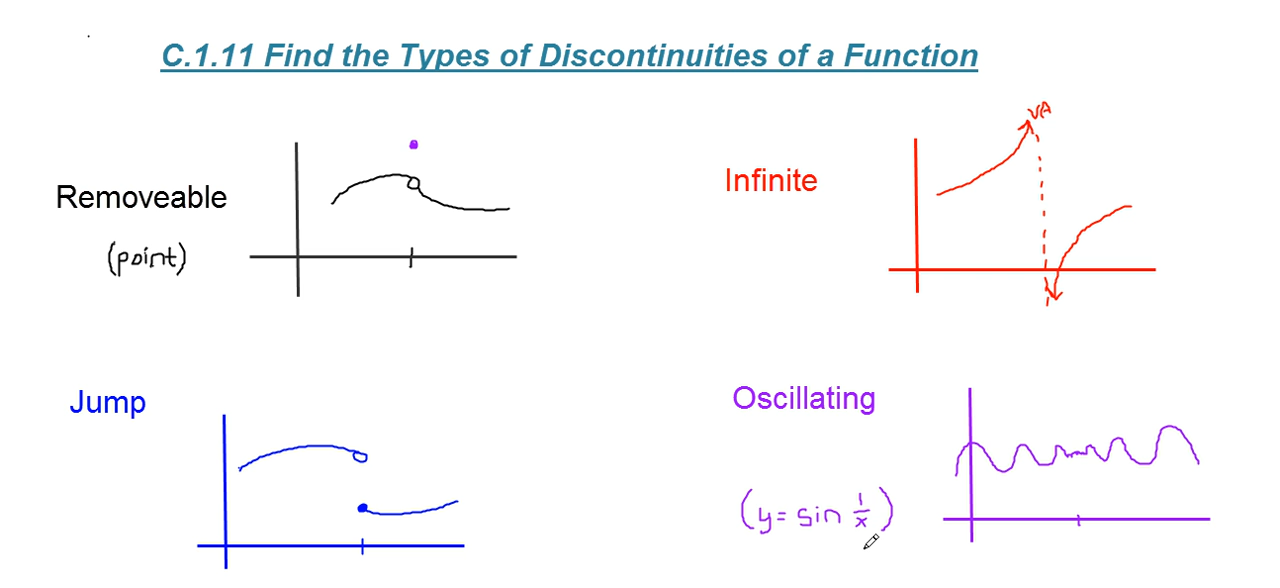 C.1.11 Find the Types of Discontinuities of a Function
Removeable
(point)
Infinite
VA
Jump
Oscillating
(y = sin 1/x)